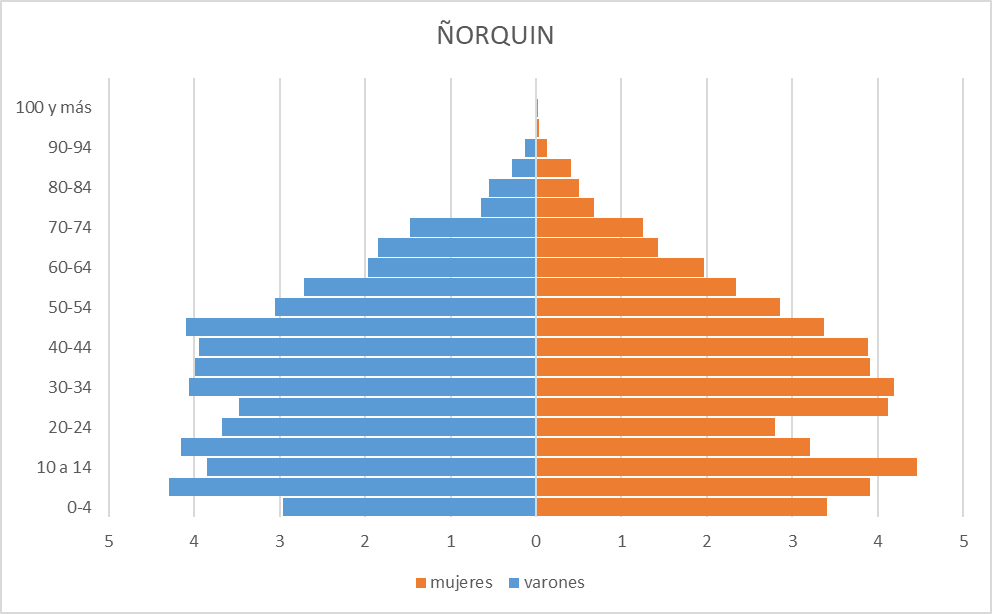 ÑORQUIN
100 y más
90-94
80-84
70-74
60-64
50-54
40-44
30-34
20-24
10 a 14
0-4
5 4 3 2 1 0 1 2 3 4 5
mujeres varones